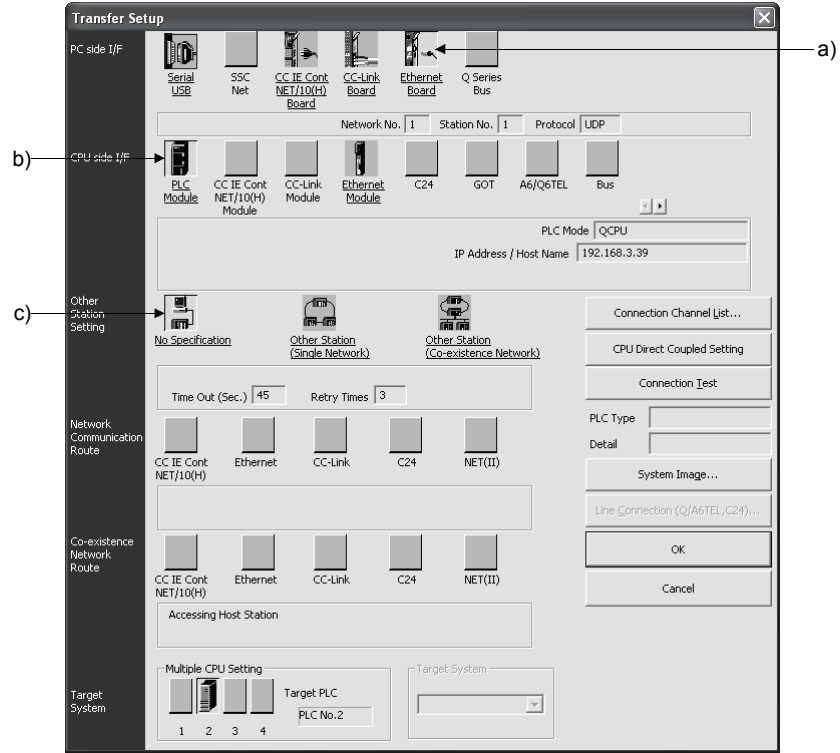 Transfer Setup
a)
PC side I/F
Serial
USB
SSC
Net
CC IE Cont
NET/10(H)
Board
CC-Link
Board
Ethernet
Board
Q Series
Bus
Network No. 1 Station No. 1 Protocol UDP
b)
CPU side I/F
PLC
Module
CC IE Cont
NET/10(H)
Module
CC-Link
Module
Ethernet
Module
C24
GOT
A6/Q6TEL
Bus
PLC Mode QCPU
IP Address / Host Name 192.168.3.39
c)
Other
Station
Setting
No Specification
Other Station
(Single Network)
Other Station
(Co-existence Network)
Time Out (Sec.) 45 Retry Times 3
Connection Channel List...
CPU Direct Coupled Setting
Connection Test
PLC Type
Detail
System Image...
Line Connection (Q/A6TEL,C24)...
OK
Cancel
Network
Communication
Route
CC IE Cont
NET/10(H)
Ethernet
CC-Link
C24
NET(II)
Co-existence
Network
Route
CC IE Cont
NET/10(H)
Ethernet
CC-Link
C24
NET(II)
Accessing Host Station
Target
System
Multiple CPU Setting
1 2 3 4
Target PLC
PLC No.2
Target System